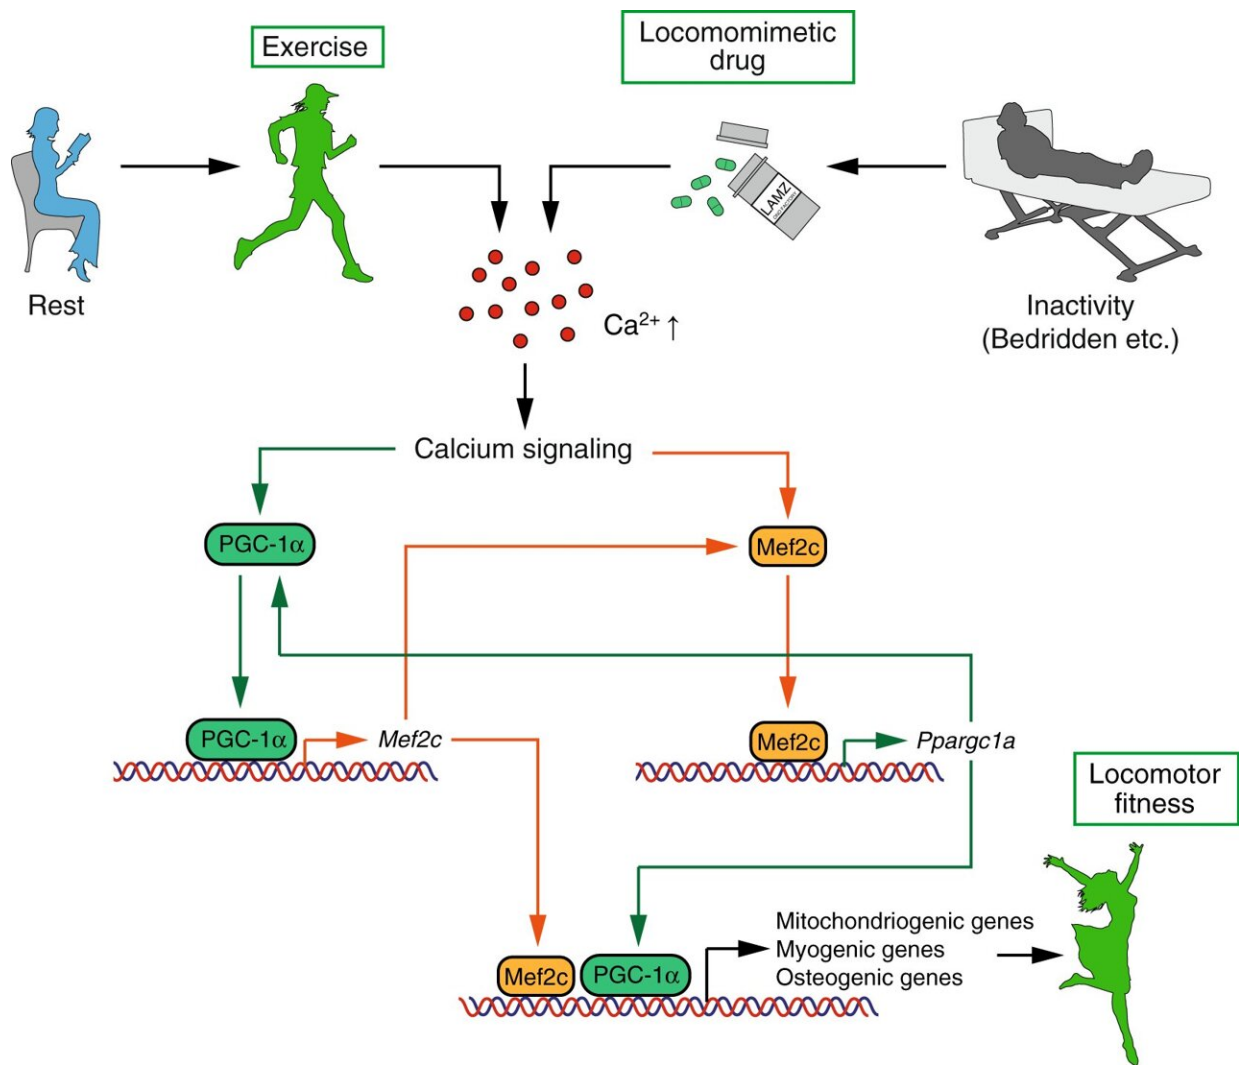 Exercise
Locomomimetic
drug
LAMZ
Rest
Ca²⁺ ↑
Inactivity
(Bedridden etc.)
Calcium signaling
PGC-1α
Mef2c
PGC-1α
Mef2c
Mef2c
Ppargc1a
Locomotor
fitness
Mitochondriogenic genes
Myogenic genes
Osteogenic genes
Mef2c
PGC-1α